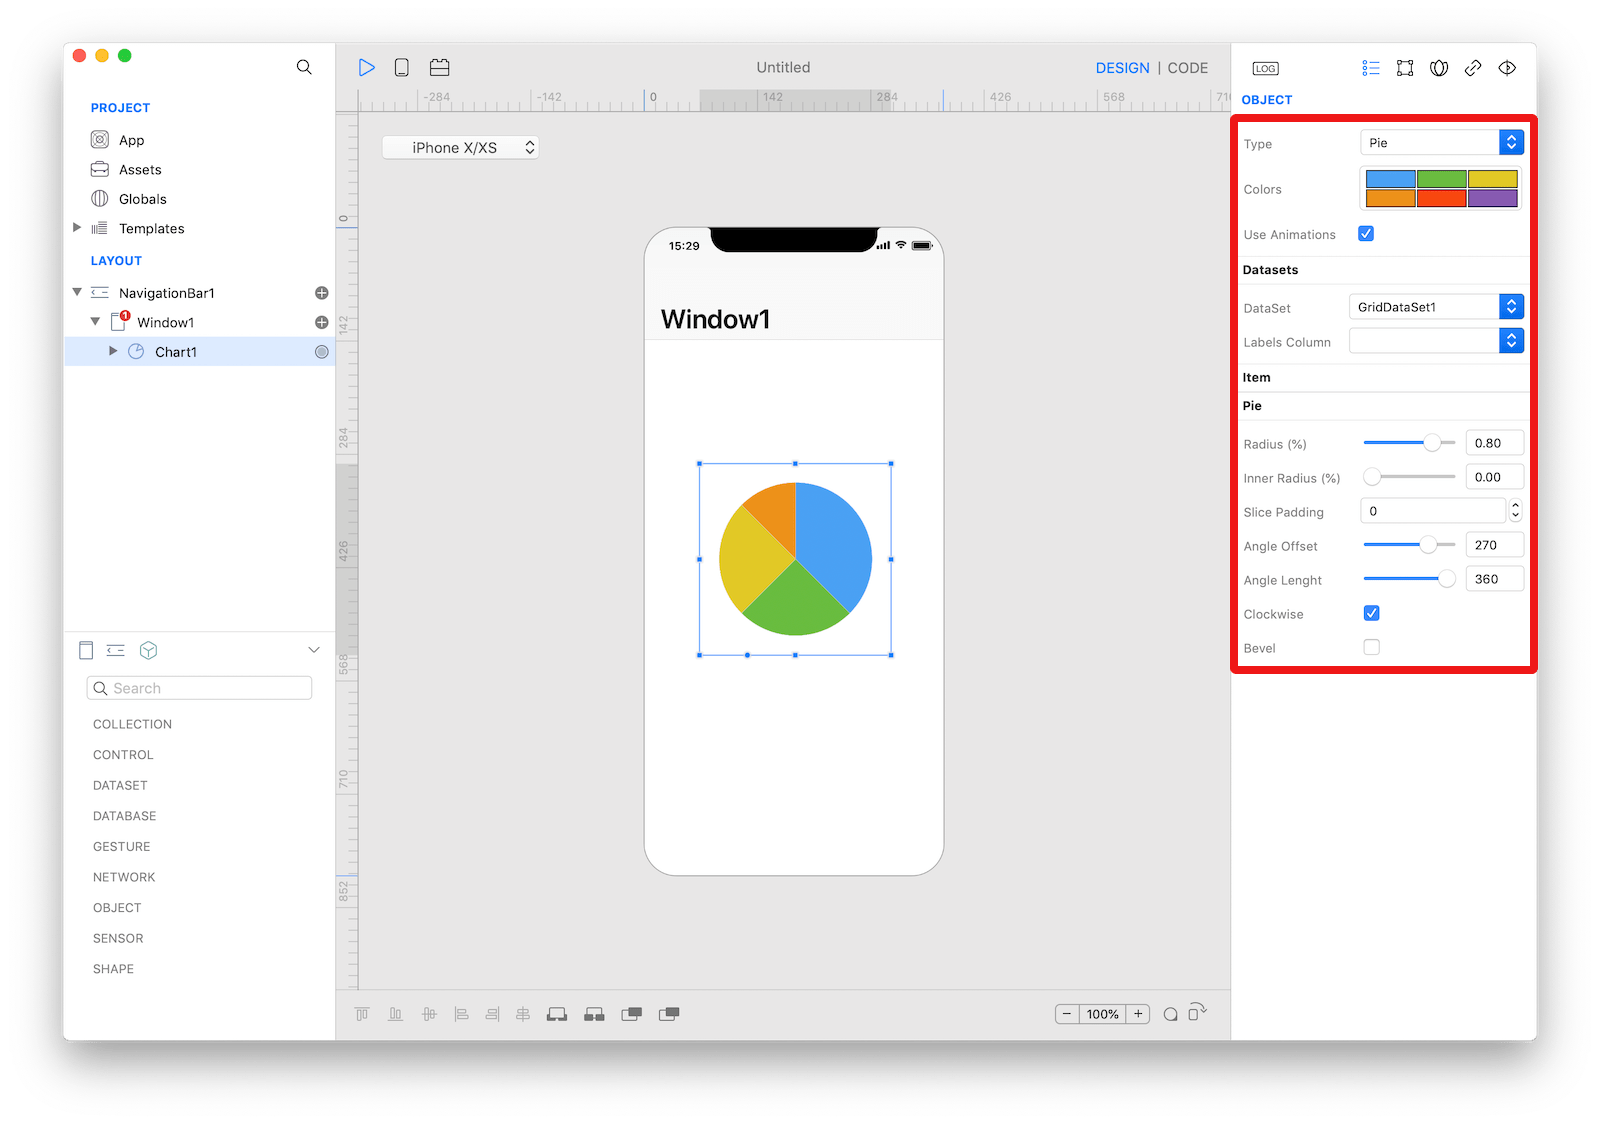 PROJECT
App
Assets
Globals
Templates
LAYOUT
NavigationBar1
1
Window1
Chart1
Search
COLLECTION
CONTROL
DATASET
DATABASE
GESTURE
NETWORK
OBJECT
SENSOR
SHAPE
Untitled
DESIGN | CODE
-284 -142 0 142 284 426 568 710
0
142
284
426
568
710
852
iPhone X/XS
15:29
Window1
100%
LOG
OBJECT
Type Pie
Colors
Use Animations
Datasets
DataSet GridDataSet1
Labels Column
Item
Pie
Radius (%) 0.80
Inner Radius (%) 0.00
Slice Padding 0
Angle Offset 270
Angle Lenght 360
Clockwise
Bevel